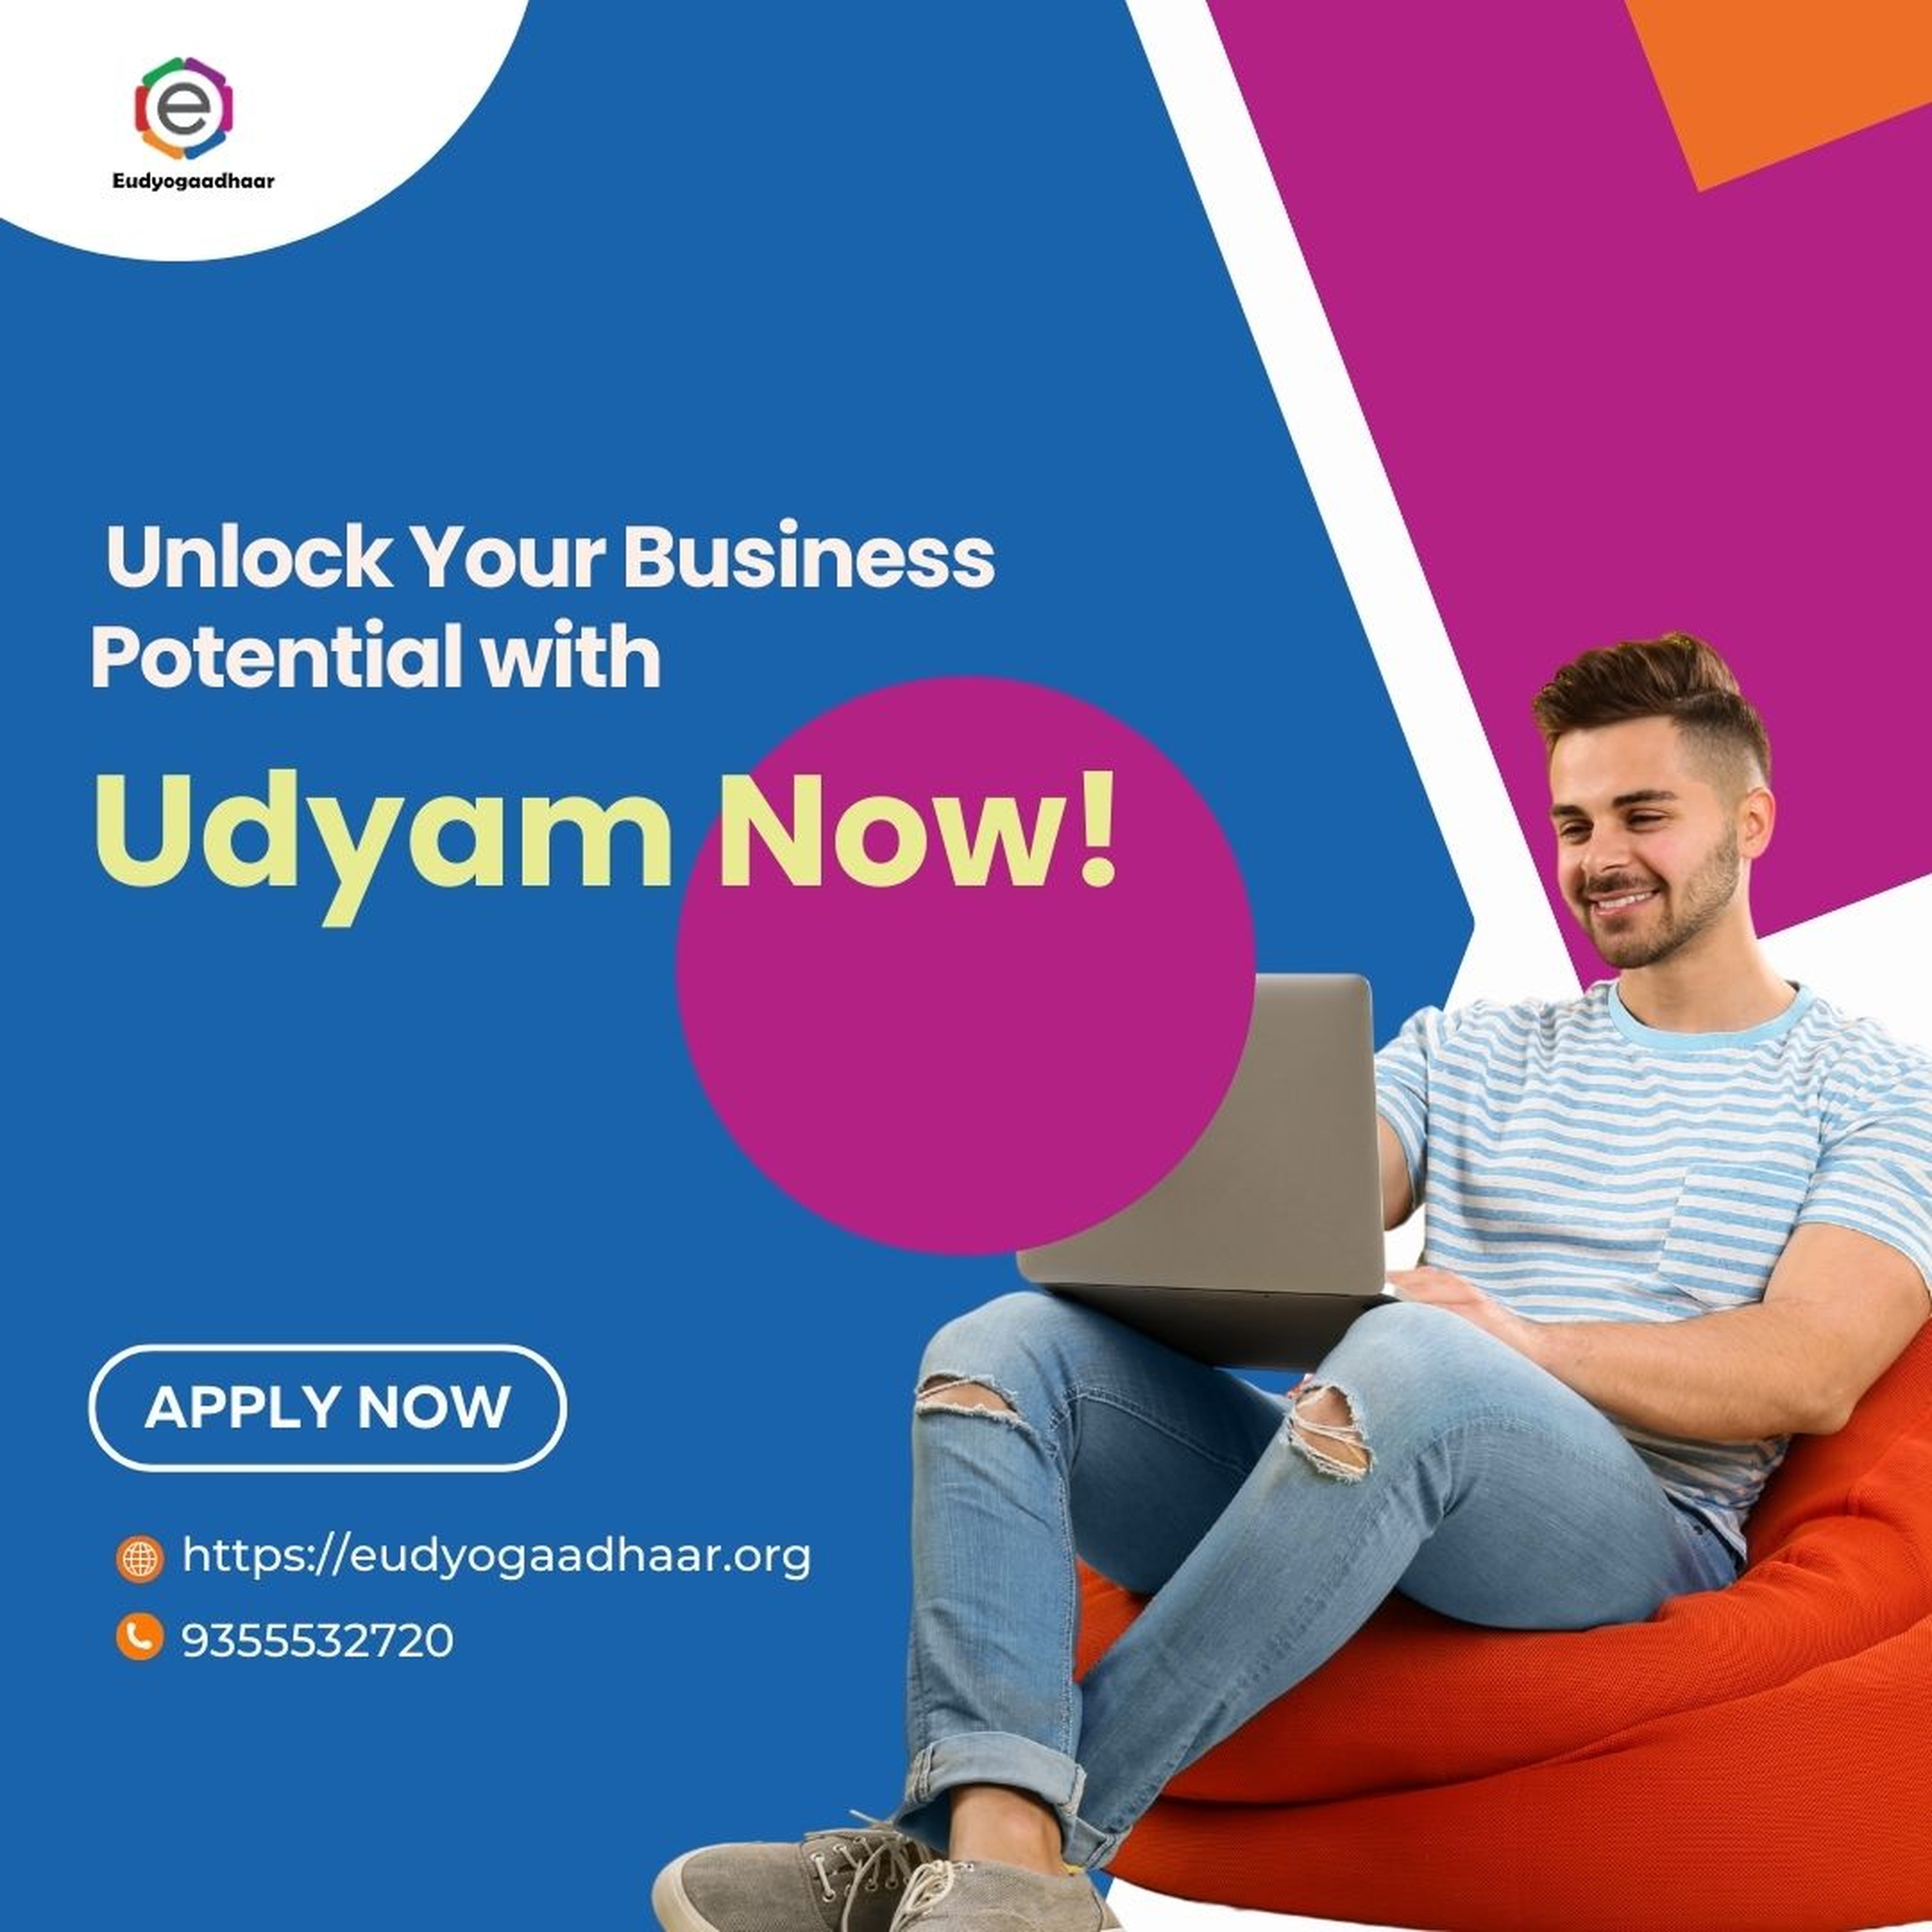 e
Eudyogaadhaar
Unlock Your Business
Potential with
Udyam Now!
APPLY NOW
https://eudyogaadhaar.org
9355532720